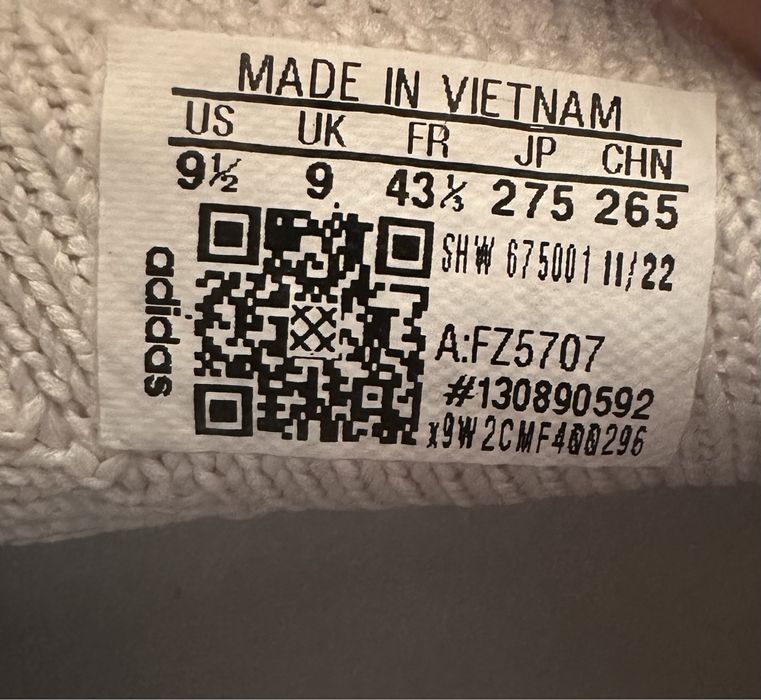 MADE IN VIETNAM
US UK FR JP CHN
9½ 9 43⅓ 275 265
SHW 675001 11/22
A:FZ5707
#130890592
x9W2CMF400296
adidas